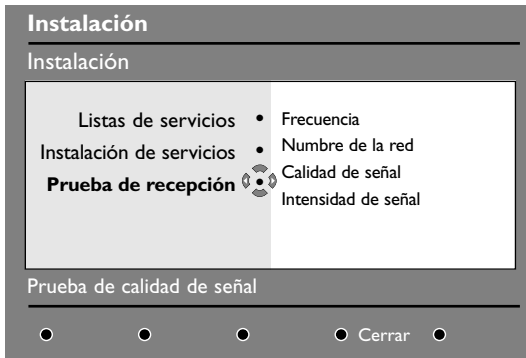 Instalación
Instalación
Listas de servicios
Instalación de servicios
Prueba de recepción
Frecuencia
Numbre de la red
Calidad de señal
Intensidad de señal
Prueba de calidad de señal
Cerrar